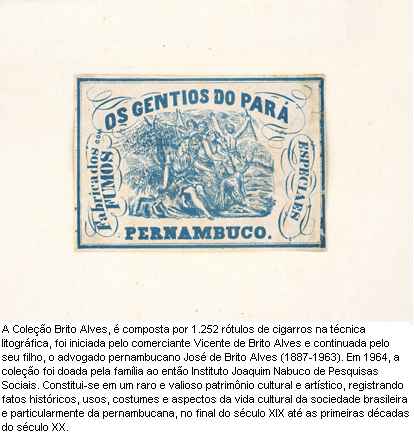 OS GENTIOS DO PARÁ
Fabricados com
FUMOS
ESPECIAES
PERNAMBUCO.
A Coleção Brito Alves, é composta por 1.252 rótulos de cigarros na técnica
litográfica, foi iniciada pelo comerciante Vicente de Brito Alves e continuada pelo
seu filho, o advogado pernambucano José de Brito Alves (1887-1963). Em 1964, a
coleção foi doada pela família ao então Instituto Joaquim Nabuco de Pesquisas
Sociais. Constitui-se em um raro e valioso patrimônio cultural e artístico, registrando
fatos históricos, usos, costumes e aspectos da vida cultural da sociedade brasileira
e particularmente da pernambucana, no final do século XIX até as primeiras décadas
do século XX.